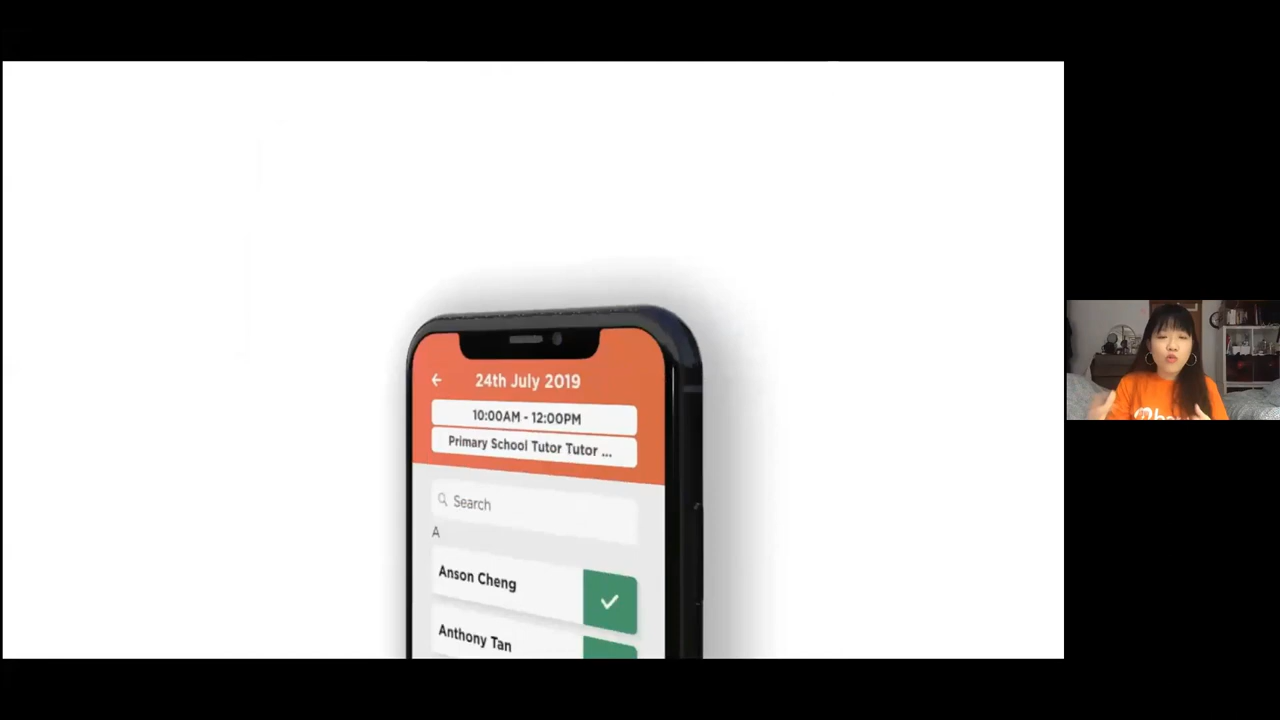 24th July 2019
10:00AM - 12:00PM
Primary School Tutor Tutor ...
Search
A
Anson Cheng
Anthony Tan